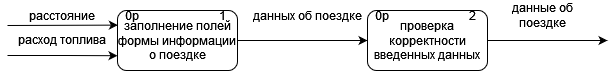 расстояние
расход топлива
0р 1
заполнение полей
формы информации
о поездке
данных об поездке
0р 2
проверка
корректности
введенных данных
данные об
поездке